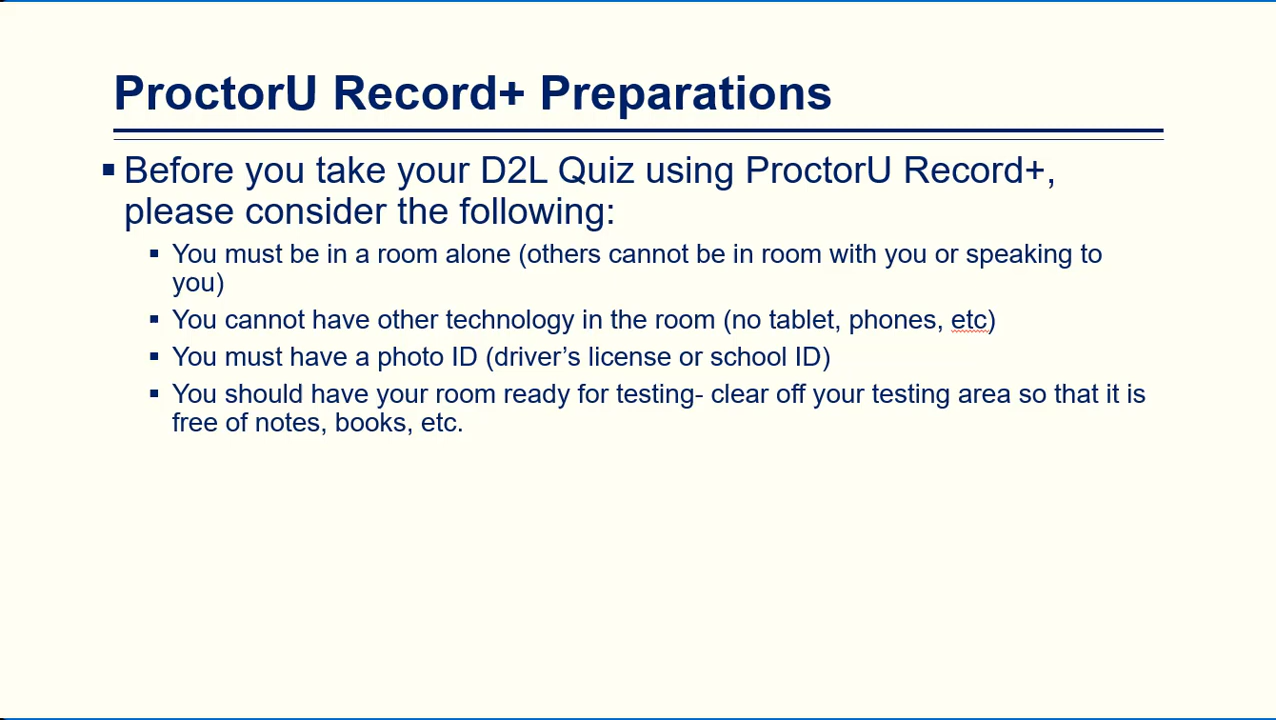 ProctorU Record+ Preparations
▪ Before you take your D2L Quiz using ProctorU Record+,
please consider the following:
▪ You must be in a room alone (others cannot be in room with you or speaking to
you)
▪ You cannot have other technology in the room (no tablet, phones, etc)
▪ You must have a photo ID (driver’s license or school ID)
▪ You should have your room ready for testing- clear off your testing area so that it is
free of notes, books, etc.